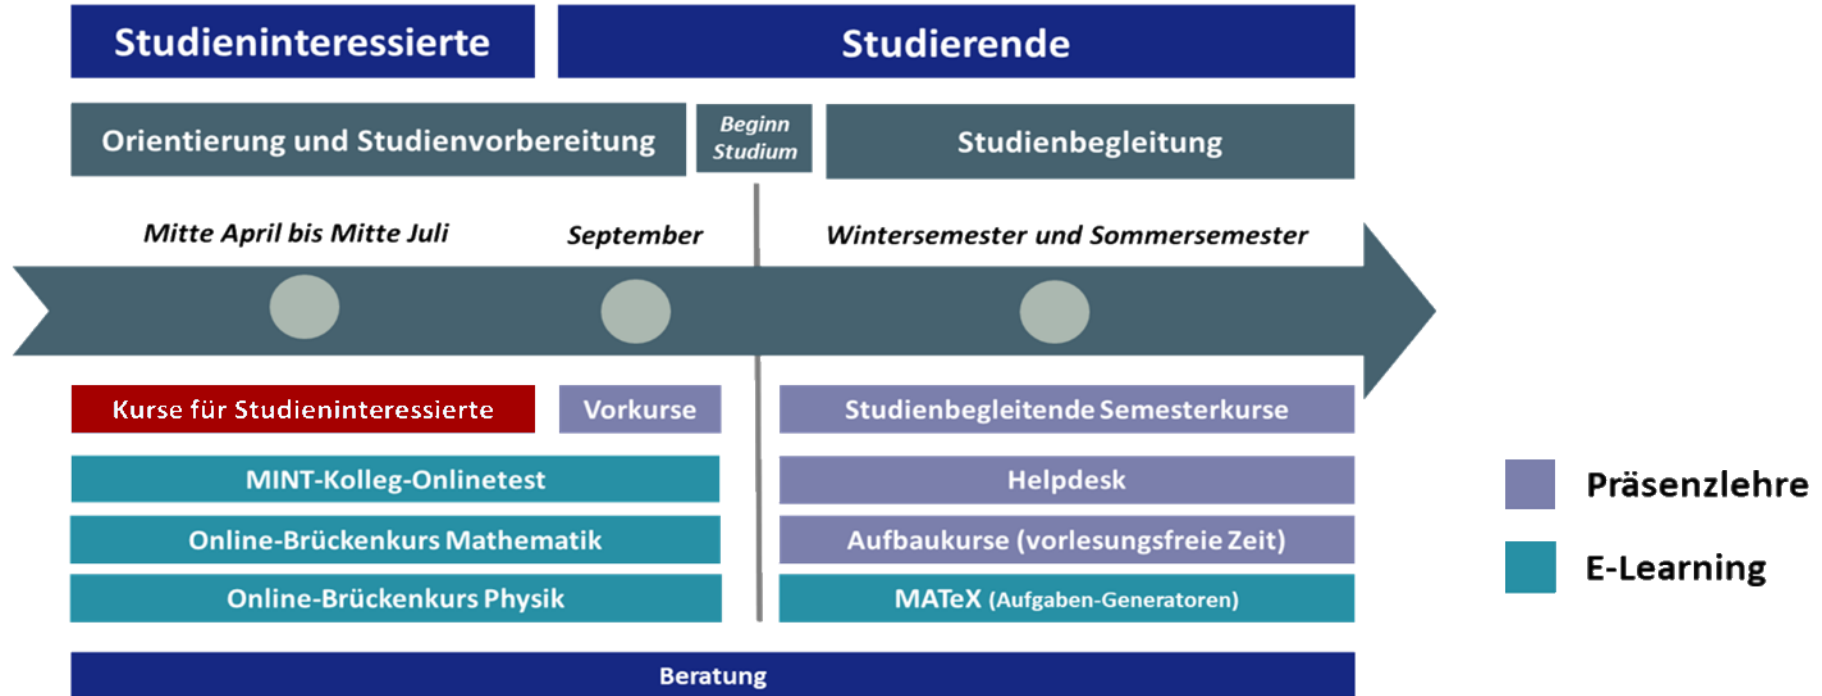 Studieninteressierte
Studierende
Orientierung und Studienvorbereitung
Beginn
Studium
Studienbegleitung
Mitte April bis Mitte Juli
September
Wintersemester und Sommersemester
Kurse für Studieninteressierte
Vorkurse
Studienbegleitende Semesterkurse
MINT-Kolleg-Onlinetest
Helpdesk
Online-Brückenkurs Mathematik
Aufbaukurse (vorlesungsfreie Zeit)
Online-Brückenkurs Physik
MATeX (Aufgaben-Generatoren)
Beratung
Präsenzlehre
E-Learning